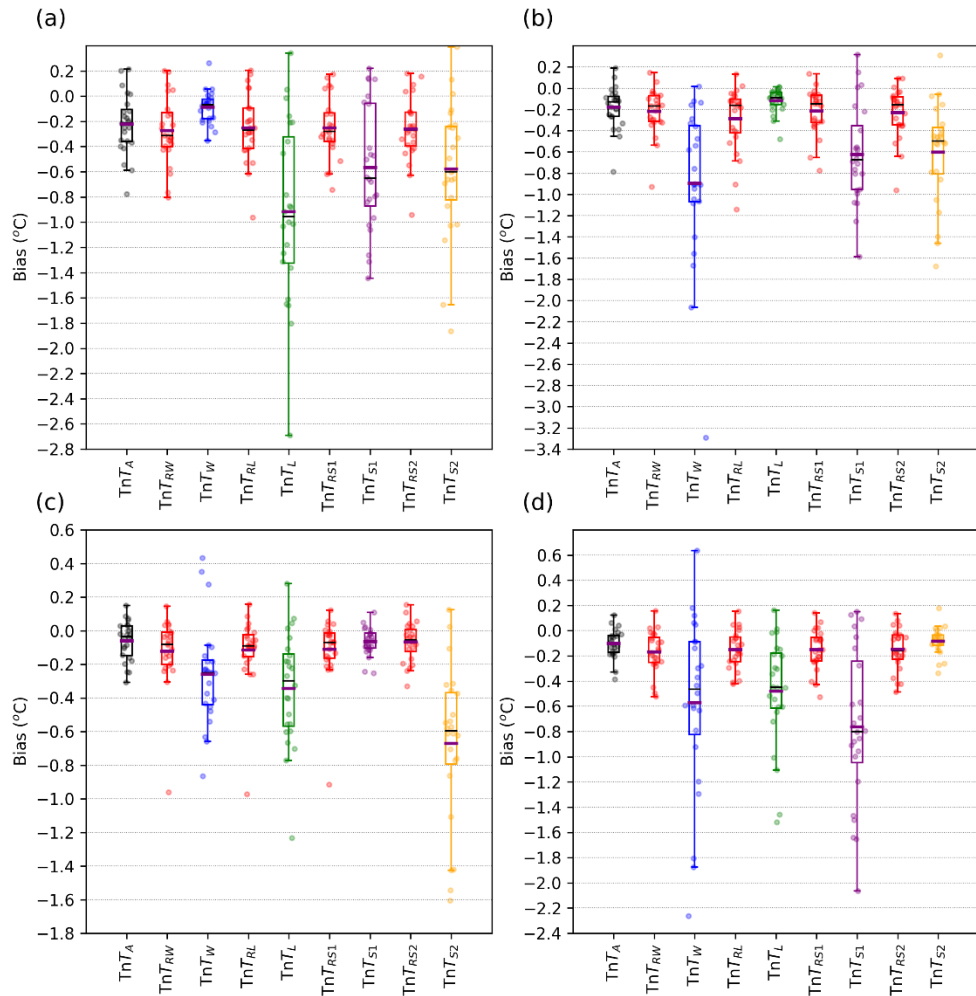 (a)
Bias (°C)
0.2
0.0
−0.2
−0.4
−0.6
−0.8
−1.0
−1.2
−1.4
−1.6
−1.8
−2.0
−2.2
−2.4
−2.6
−2.8
TnT_A
TnT_RW
TnT_W
TnT_RL
TnT_L
TnT_RS1
TnT_S1
TnT_RS2
TnT_S2
(b)
Bias (°C)
0.2
0.0
−0.2
−0.4
−0.6
−0.8
−1.0
−1.2
−1.4
−1.6
−1.8
−2.0
−2.2
−2.4
−2.6
−2.8
−3.0
−3.2
−3.4
TnT_A
TnT_RW
TnT_W
TnT_RL
TnT_L
TnT_RS1
TnT_S1
TnT_RS2
TnT_S2
(c)
Bias (°C)
0.6
0.4
0.2
0.0
−0.2
−0.4
−0.6
−0.8
−1.0
−1.2
−1.4
−1.6
−1.8
TnT_A
TnT_RW
TnT_W
TnT_RL
TnT_L
TnT_RS1
TnT_S1
TnT_RS2
TnT_S2
(d)
Bias (°C)
0.6
0.4
0.2
0.0
−0.2
−0.4
−0.6
−0.8
−1.0
−1.2
−1.4
−1.6
−1.8
−2.0
−2.2
−2.4
TnT_A
TnT_RW
TnT_W
TnT_RL
TnT_L
TnT_RS1
TnT_S1
TnT_RS2
TnT_S2